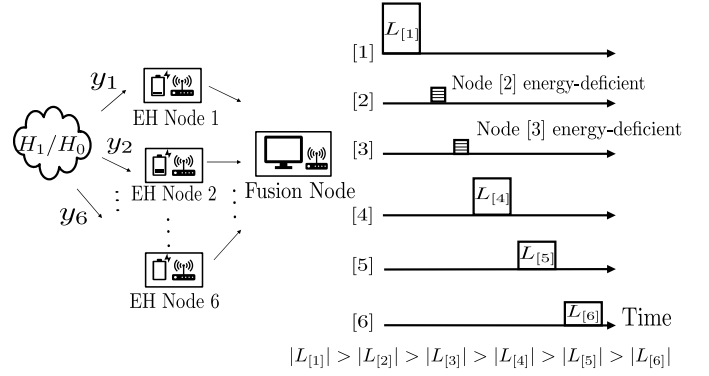 H_1/H_0
y_1
y_2
y_6
EH Node 1
EH Node 2
EH Node 6
Fusion Node
[1]
L_{[1]}
[2]
Node [2] energy-deficient
[3]
Node [3] energy-deficient
[4]
L_{[4]}
[5]
L_{[5]}
[6]
L_{[6]}
Time
|L_{[1]}| > |L_{[2]}| > |L_{[3]}| > |L_{[4]}| > |L_{[5]}| > |L_{[6]}|